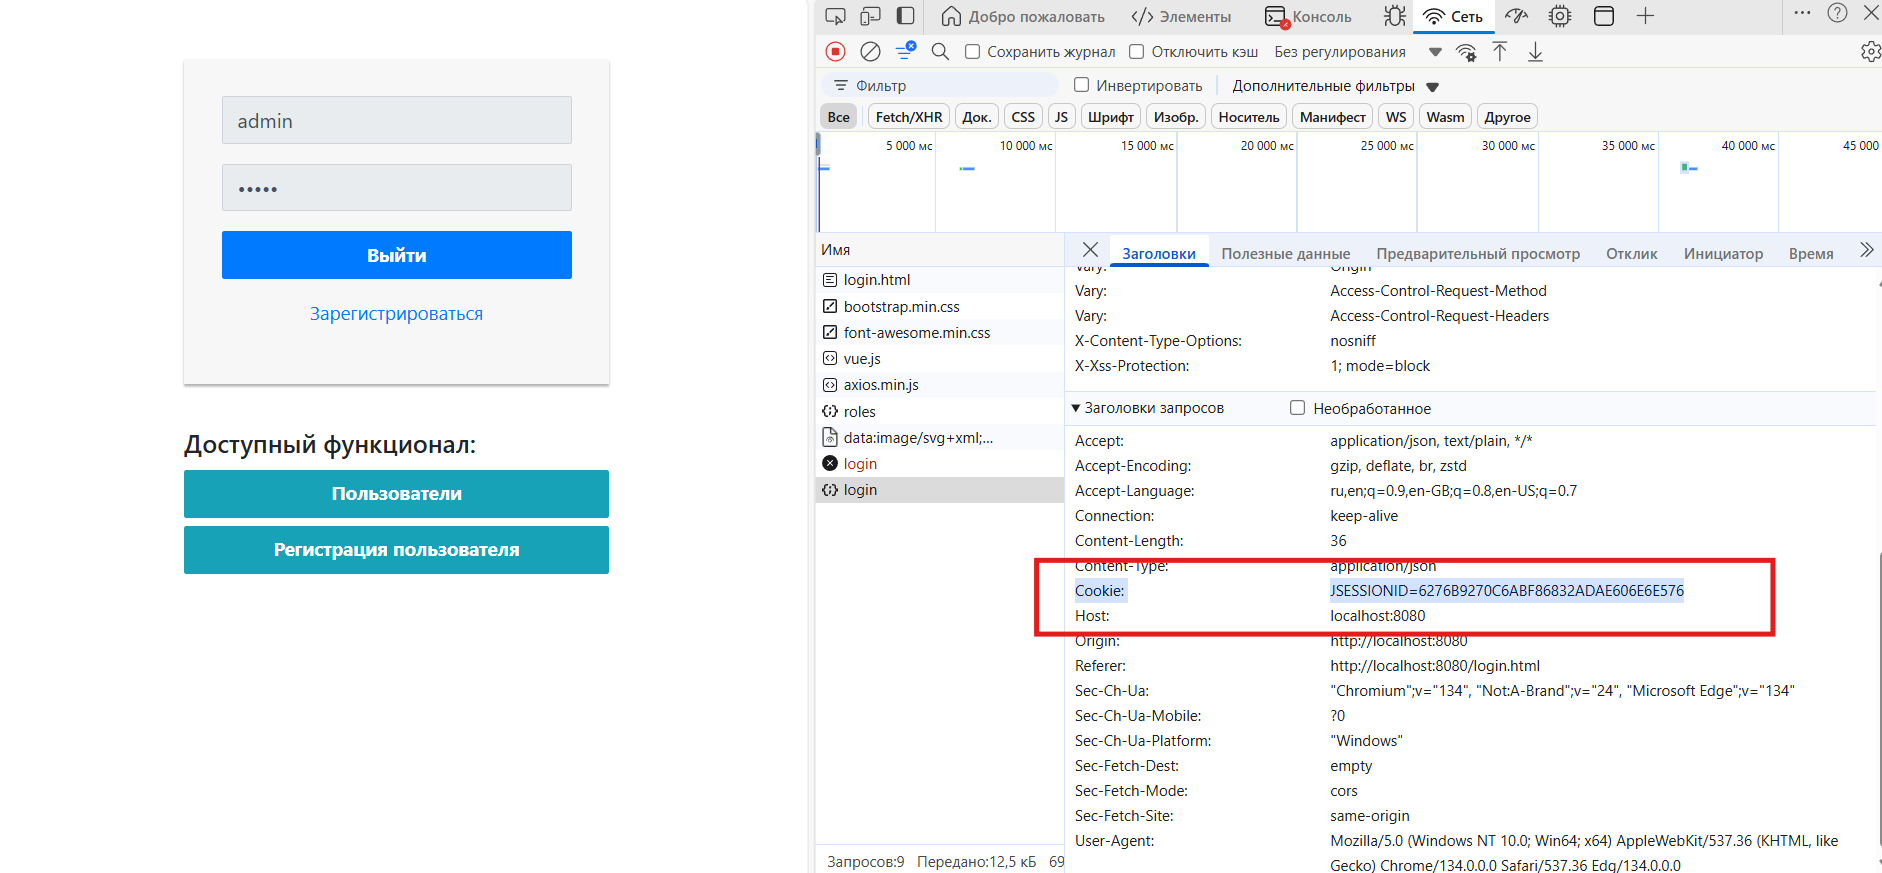 admin
•••••
Выйти
Зарегистрироваться
Доступный функционал:
Пользователи
Регистрация пользователя
Добро пожаловать
Элементы
Консоль
Сеть
Сохранить журнал
Отключить кэш
Без регулирования
Фильтр
Инвертировать
Дополнительные фильтры
Все Fetch/XHR Док. CSS JS Шрифт Изобр. Носитель Манифест WS Wasm Другое
5 000 мс 10 000 мс 15 000 мс 20 000 мс 25 000 мс 30 000 мс 35 000 мс 40 000 мс 45 000
Имя
login.html
bootstrap.min.css
font-awesome.min.css
vue.js
axios.min.js
roles
data:image/svg+xml;...
login
login
Запросов:9 Передано:12,5 кБ 69
Заголовки Полезные данные Предварительный просмотр Отклик Инициатор Время
Vary: Origin
Vary: Access-Control-Request-Method
Vary: Access-Control-Request-Headers
X-Content-Type-Options: nosniff
X-Xss-Protection: 1; mode=block
Заголовки запросов Необработанное
Accept: application/json, text/plain, */*
Accept-Encoding: gzip, deflate, br, zstd
Accept-Language: ru,en;q=0.9,en-GB;q=0.8,en-US;q=0.7
Connection: keep-alive
Content-Length: 36
Content-Type: application/json
Cookie: JSESSIONID=6276B9270C6ABF86832ADAE606E6E576
Host: localhost:8080
Origin: http://localhost:8080
Referer: http://localhost:8080/login.html
Sec-Ch-Ua: "Chromium";v="134", "Not:A-Brand";v="24", "Microsoft Edge";v="134"
Sec-Ch-Ua-Mobile: ?0
Sec-Ch-Ua-Platform: "Windows"
Sec-Fetch-Dest: empty
Sec-Fetch-Mode: cors
Sec-Fetch-Site: same-origin
User-Agent: Mozilla/5.0 (Windows NT 10.0; Win64; x64) AppleWebKit/537.36 (KHTML, like
Gecko) Chrome/134.0.0.0 Safari/537.36 Edg/134.0.0.0